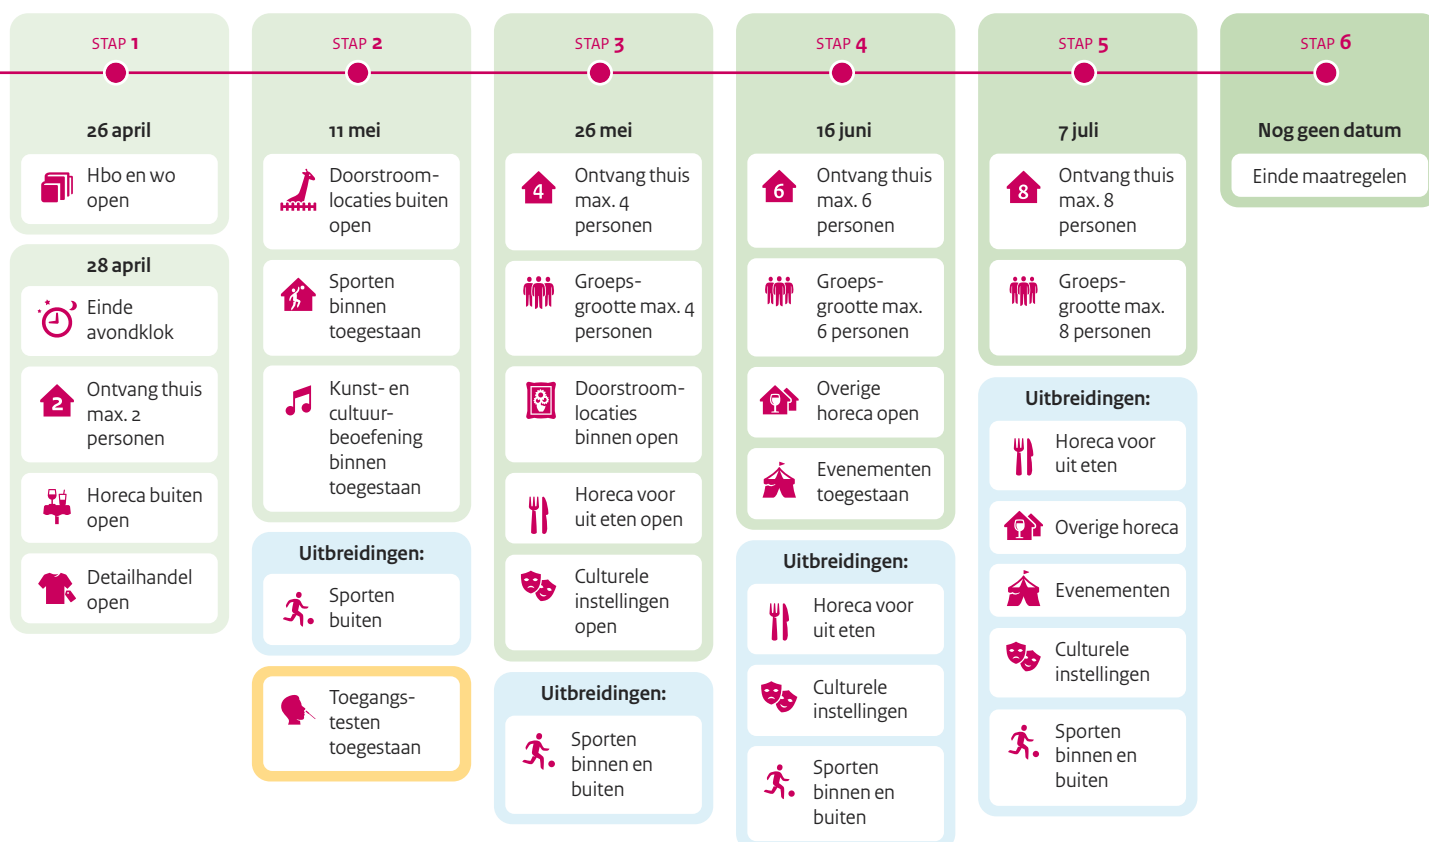 STAP 1
26 april
Hbo en wo
open
28 april
Einde
avondklok
2
Ontvang thuis
max. 2
personen
Horeca buiten
open
Detailhandel
open
STAP 2
11 mei
Doorstroom-
locaties buiten
open
Sporten
binnen
toegestaan
Kunst- en
cultuur-
beoefening
binnen
toegestaan
Uitbreidingen:
Sporten
buiten
Toegangs-
testen
toegestaan
STAP 3
26 mei
4
Ontvang thuis
max. 4
personen
Groeps-
grootte max. 4
personen
Doorstroom-
locaties
binnen open
Horeca voor
uit eten open
Culturele
instellingen
open
Uitbreidingen:
Sporten
binnen en
buiten
STAP 4
16 juni
6
Ontvang thuis
max. 6
personen
Groeps-
grootte max.
6 personen
Overige
horeca open
Evenementen
toegestaan
Uitbreidingen:
Horeca voor
uit eten
Culturele
instellingen
Sporten
binnen en
buiten
STAP 5
7 juli
8
Ontvang thuis
max. 8
personen
Groeps-
grootte max.
8 personen
Uitbreidingen:
Horeca voor
uit eten
Overige horeca
Evenementen
Culturele
instellingen
Sporten
binnen en
buiten
STAP 6
Nog geen datum
Einde maatregelen